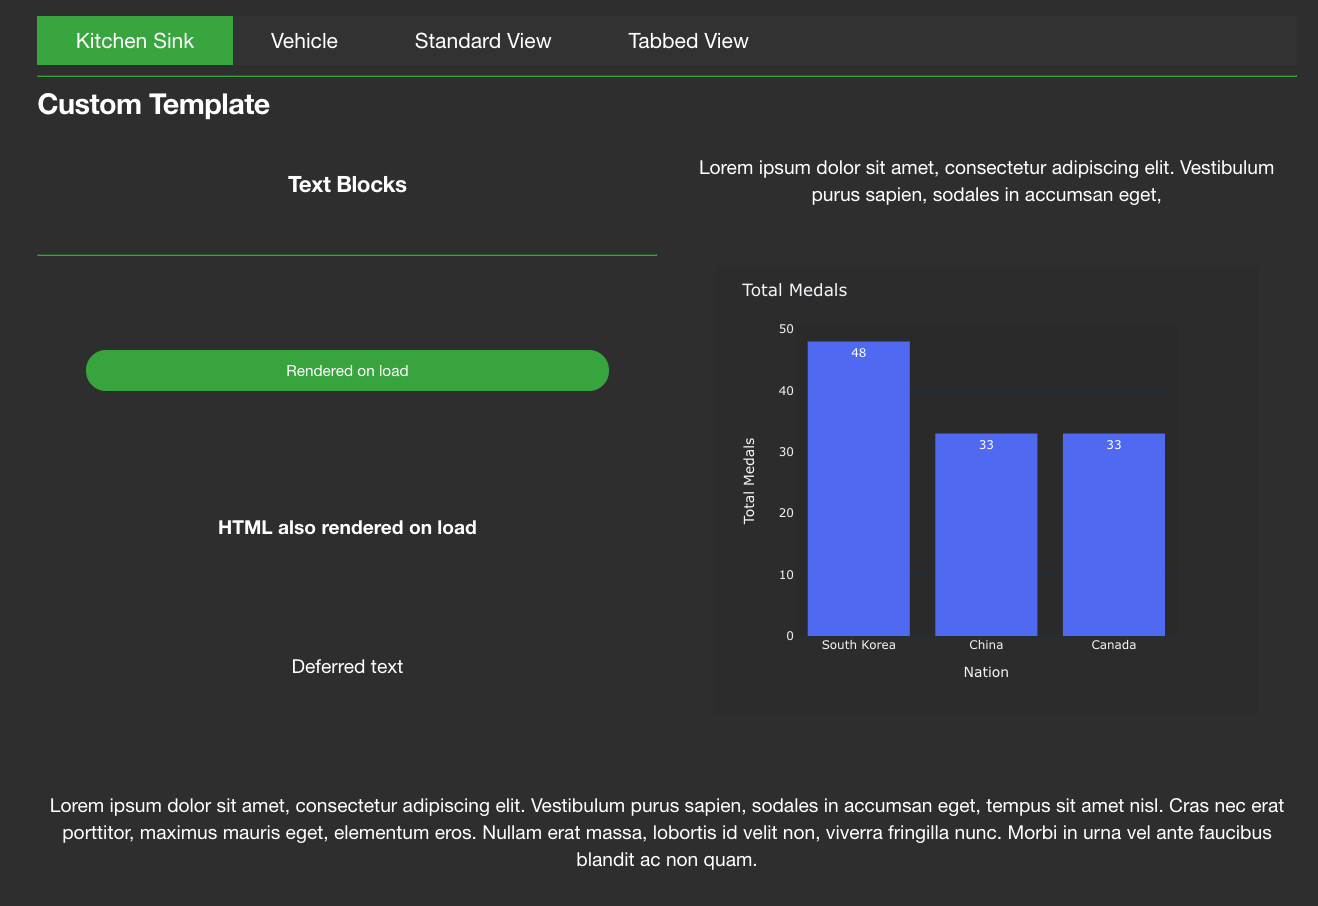 Kitchen Sink
Vehicle
Standard View
Tabbed View
Custom Template
Text Blocks
Lorem ipsum dolor sit amet, consectetur adipiscing elit. Vestibulum
purus sapien, sodales in accumsan eget,
Rendered on load
HTML also rendered on load
Deferred text
Total Medals
50
40
30
20
10
0
Total Medals
48
33
33
South Korea
China
Canada
Nation
Lorem ipsum dolor sit amet, consectetur adipiscing elit. Vestibulum purus sapien, sodales in accumsan eget, tempus sit amet nisl. Cras nec erat
porttitor, maximus mauris eget, elementum eros. Nullam erat massa, lobortis id velit non, viverra fringilla nunc. Morbi in urna vel ante faucibus
blandit ac non quam.